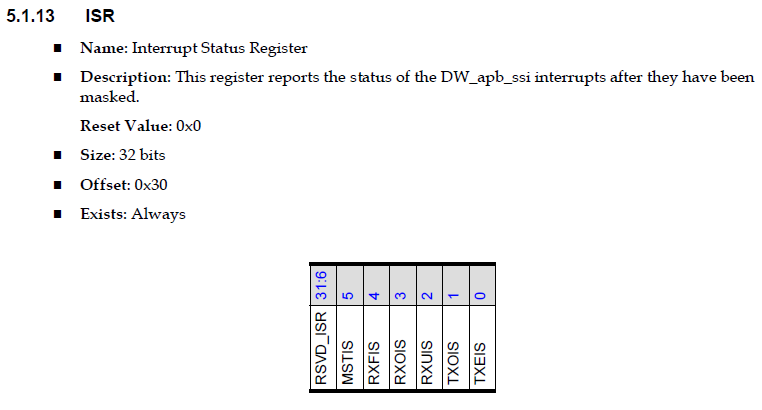 5.1.13 ISR
■ Name: Interrupt Status Register
■ Description: This register reports the status of the DW_apb_ssi interrupts after they have been
masked.
Reset Value: 0x0
■ Size: 32 bits
■ Offset: 0x30
■ Exists: Always
31:6 5 4 3 2 1 0
RSVD_ISR MSTIS RXFIS RXOIS RXUIS TXOIS TXEIS